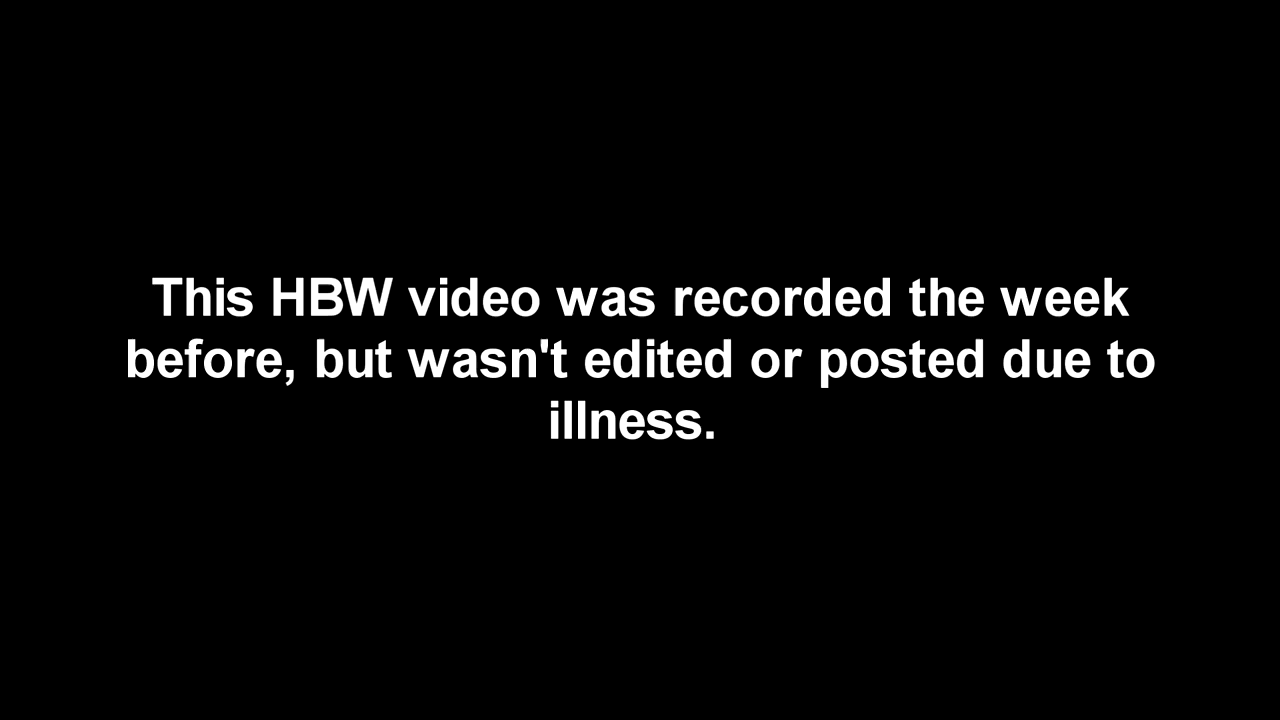 This HBW video was recorded the week
before, but wasn't edited or posted due to
illness.